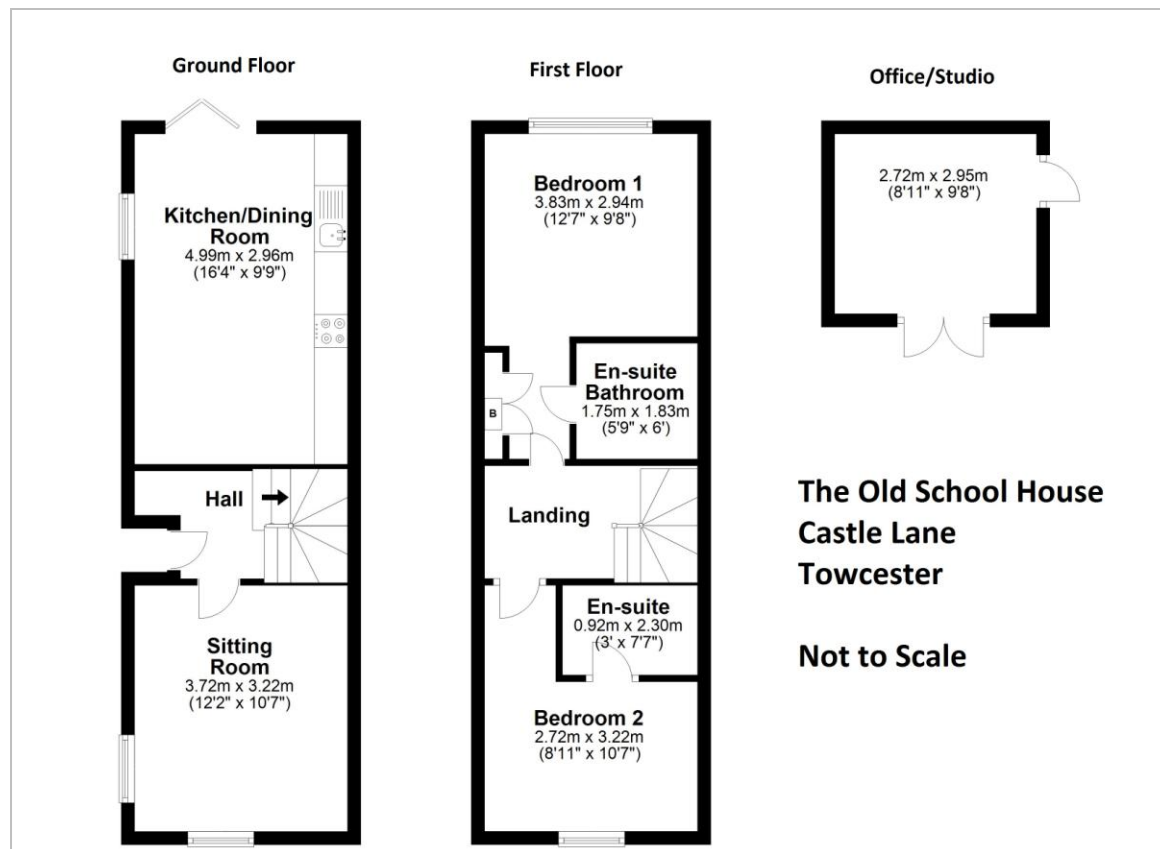 Ground Floor
Kitchen/Dining
Room
4.99m x 2.96m
(16'4" x 9'9")
Hall
Sitting
Room
3.72m x 3.22m
(12'2" x 10'7")
First Floor
Bedroom 1
3.83m x 2.94m
(12'7" x 9'8")
En-suite
Bathroom
1.75m x 1.83m
(5'9" x 6')
B
Landing
En-suite
0.92m x 2.30m
(3' x 7'7")
Bedroom 2
2.72m x 3.22m
(8'11" x 10'7")
Office/Studio
2.72m x 2.95m
(8'11" x 9'8")
The Old School House
Castle Lane
Towcester
Not to Scale